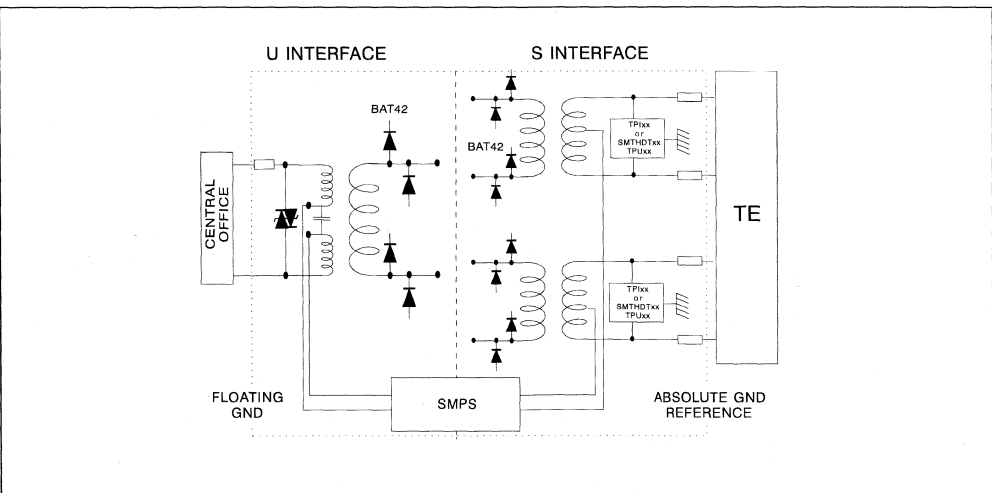 U INTERFACE
S INTERFACE
BAT42
BAT42
CENTRAL
OFFICE
TPIxx
or
SMTHDTxx
TPUxx
TE
TPIxx
or
SMTHDTxx
TPUxx
FLOATING
GND
SMPS
ABSOLUTE GND
REFERENCE